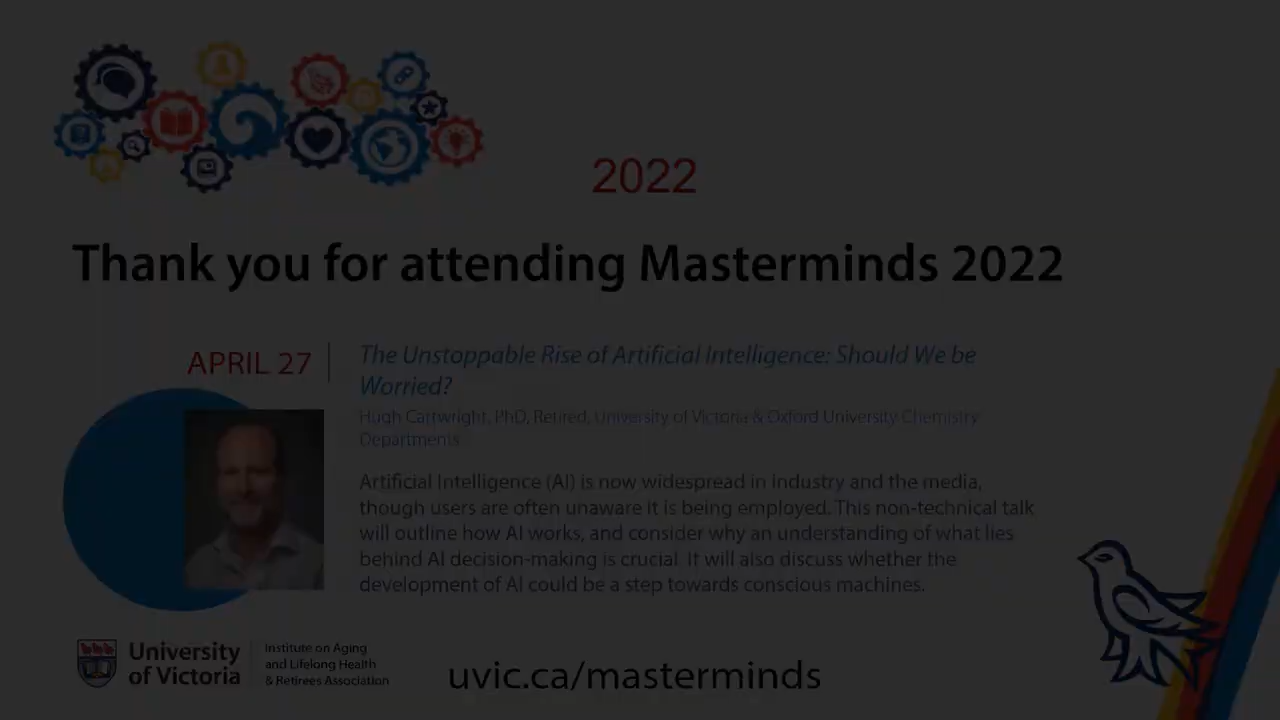 2022
Thank you for attending Masterminds 2022
APRIL 27
The Unstoppable Rise of Artificial Intelligence: Should We be
Worried?
Hugh Cartwright, PhD, Retired, University of Victoria & Oxford University Chemistry
Departments
Artificial Intelligence (AI) is now widespread in industry and the media,
though users are often unaware it is being employed. This non-technical talk
will outline how AI works, and consider why an understanding of what lies
behind AI decision-making is crucial. It will also discuss whether the
development of AI could be a step towards conscious machines.
University
of Victoria
Institute on Aging
and Lifelong Health
& Retirees Association
uvic.ca/masterminds